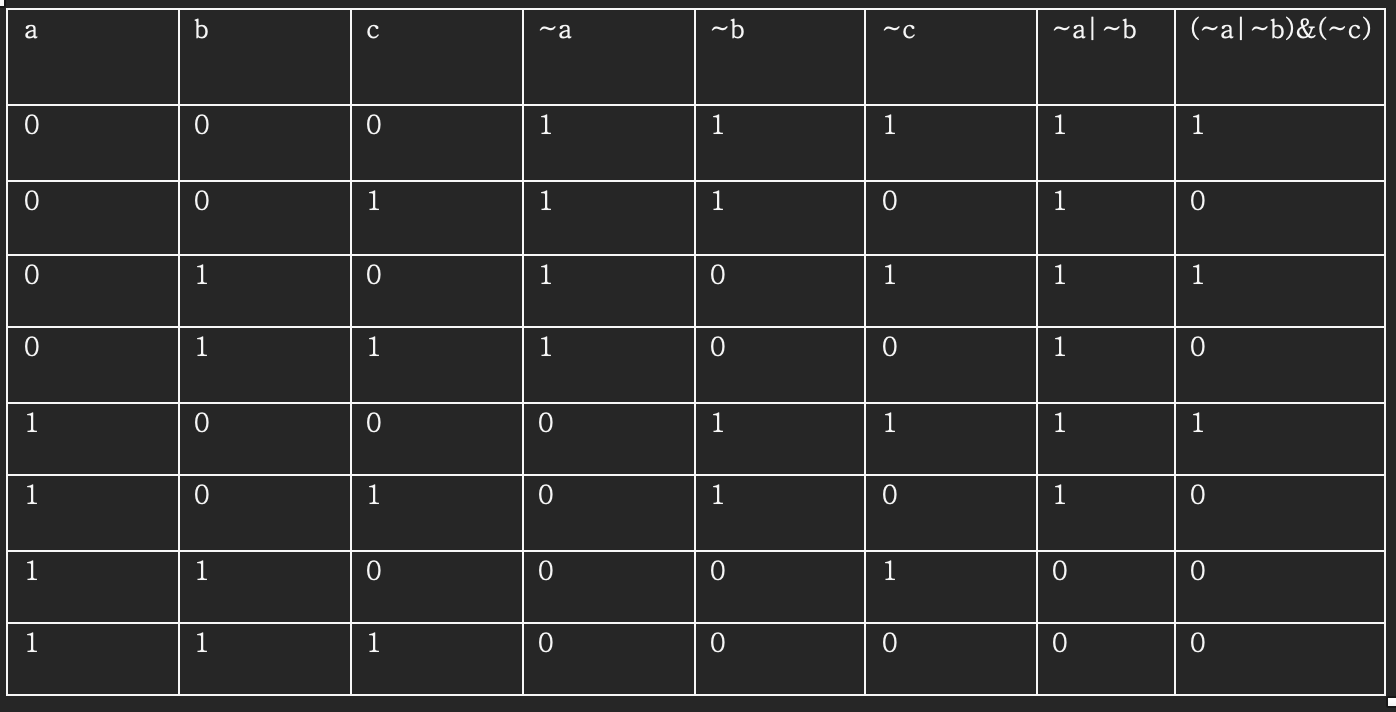 a b c ~a ~b ~c ~a|~b (~a|~b)&(~c)
0 0 0 1 1 1 1 1
0 0 1 1 1 0 1 0
0 1 0 1 0 1 1 1
0 1 1 1 0 0 1 0
1 0 0 0 1 1 1 1
1 0 1 0 1 0 1 0
1 1 0 0 0 1 0 0
1 1 1 0 0 0 0 0